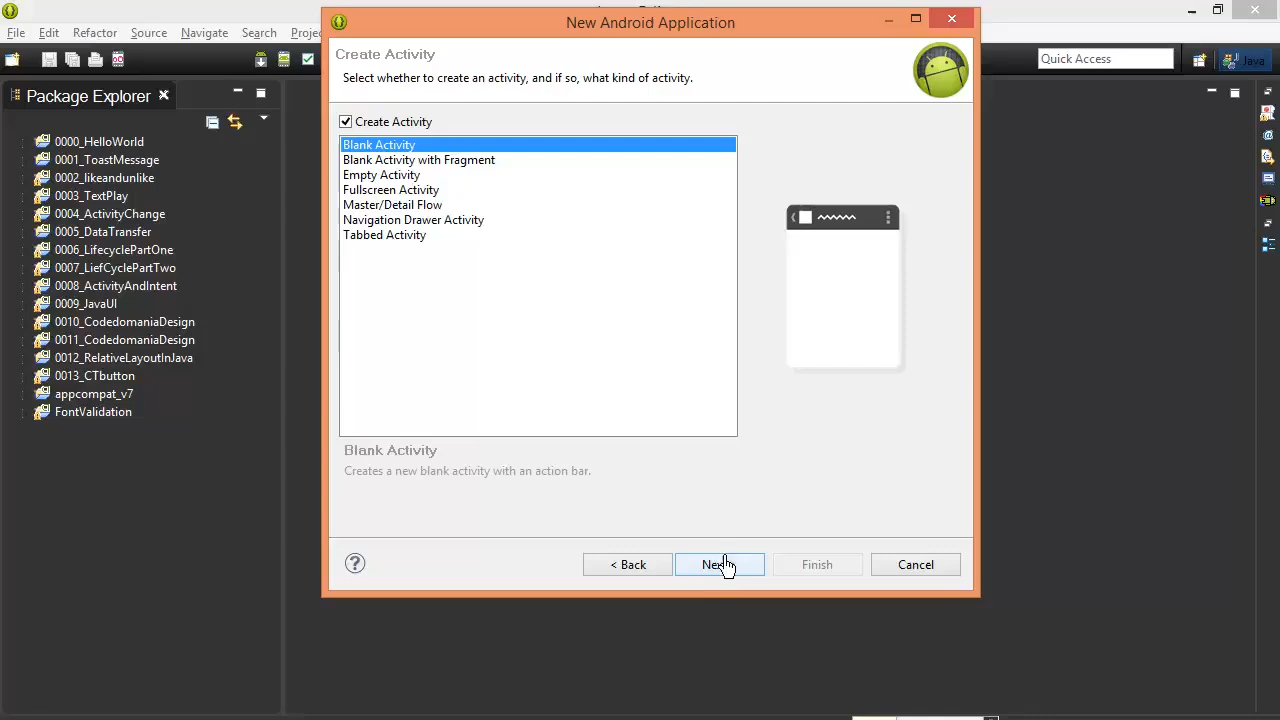 New Android Application
File Edit Refactor Source Navigate Search Projec
Quick Access
Java
Package Explorer
0000_HelloWorld
0001_ToastMessage
0002_likeandunlike
0003_TextPlay
0004_ActivityChange
0005_DataTransfer
0006_LifecyclePartOne
0007_LiefCyclePartTwo
0008_ActivityAndIntent
0009_JavaUI
0010_CodedomaniaDesign
0011_CodedomaniaDesign
0012_RelativeLayoutInJava
0013_CTbutton
appcompat_v7
FontValidation
Create Activity
Select whether to create an activity, and if so, what kind of activity.
Create Activity
Blank Activity
Blank Activity with Fragment
Empty Activity
Fullscreen Activity
Master/Detail Flow
Navigation Drawer Activity
Tabbed Activity
Blank Activity
Creates a new blank activity with an action bar.
?
< Back
Finish
Cancel